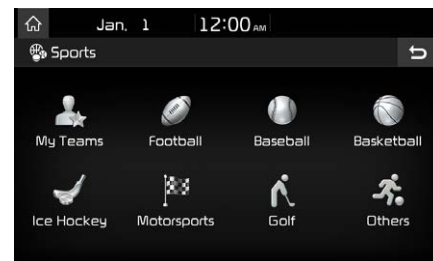 Jan. 1 12:00 AM
Sports
My Teams Football Baseball Basketball
Ice Hockey Motorsports Golf Others